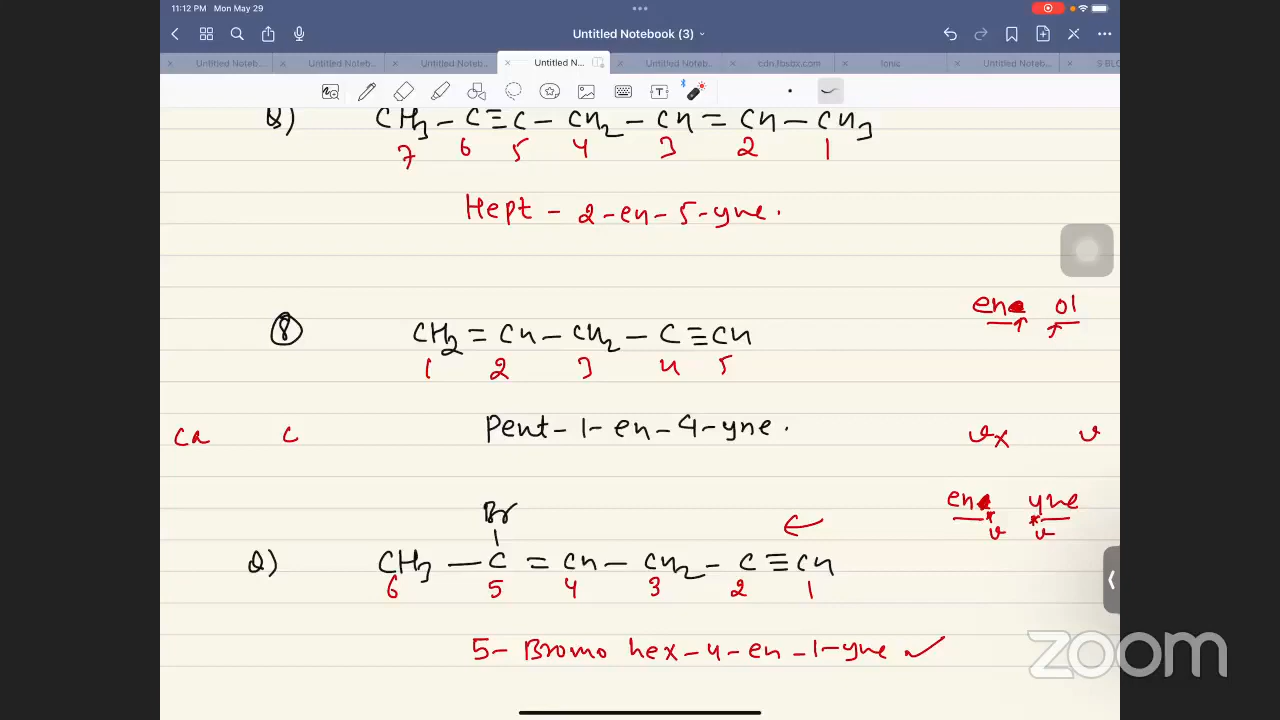 11:12 PM Mon May 29
Untitled Notebook (3)
Untitled Noteb... Untitled Noteb... Untitled Noteb... Untitled N... Untitled Noteb... cdn.fbsbx.com Ionic Untitled Noteb... S BLOC
Q) CH3 - C ≡ C - CH2 - CH = CH - CH3
7 6 5 4 3 2 1
Hept - 2 - en - 5 - yne.
ene ol
Q CH2 = CH - CH2 - C ≡ CH
1 2 3 4 5
Pent - 1 - en - 4 - yne.
ca c
vx v
ene yne
v v
Br
Q) CH3 - C = CH - CH2 - C ≡ CH
6 5 4 3 2 1
5 - Bromo hex - 4 - en - 1 - yne ✓
zoom